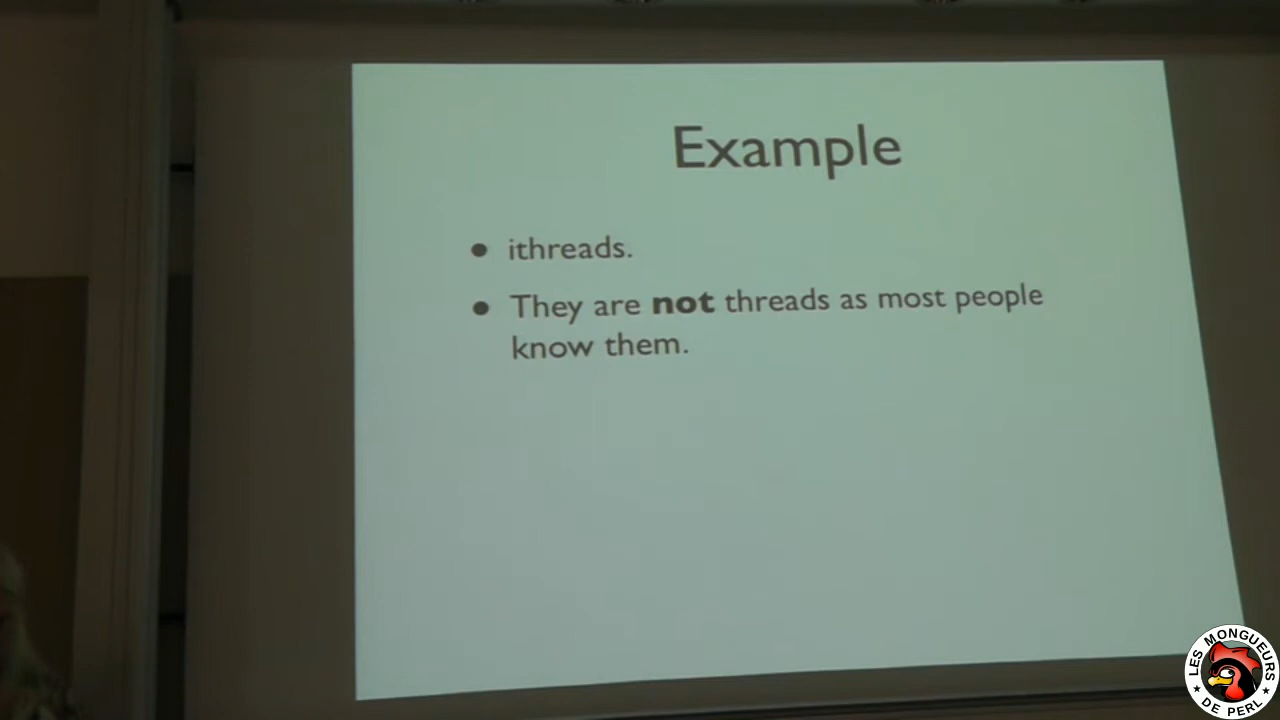 Example
• ithreads.
• They are not threads as most people
know them.
LES MONGUEURS
★ DE PERL ★